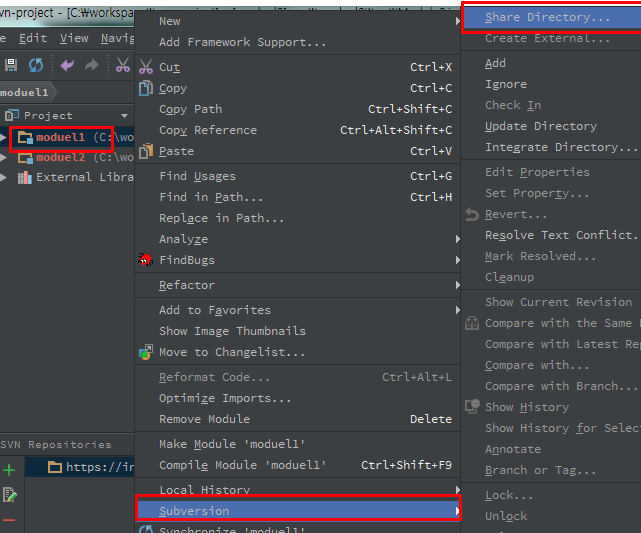 vn-project - [C:₩workspa
e Edit View Navig
moduel1
Project
moduel1 (C:\wo
moduel2 (C:\wo
External Libra
SVN Repositories
https://in
New
Add Framework Support...
Cut Ctrl+X
Copy Ctrl+C
Copy Path Ctrl+Shift+C
Copy Reference Ctrl+Alt+Shift+C
Paste Ctrl+V
Find Usages Ctrl+G
Find in Path... Ctrl+H
Replace in Path...
Analyze
FindBugs
Refactor
Add to Favorites
Show Image Thumbnails
Move to Changelist...
Reformat Code... Ctrl+Alt+L
Optimize Imports...
Remove Module Delete
Make Module 'moduel1'
Compile Module 'moduel1' Ctrl+Shift+F9
Local History
Subversion
Synchronize 'moduel1'
Share Directory...
Create External...
Add
Ignore
Check In
Update Directory
Integrate Directory...
Edit Properties
Set Property...
Revert...
Resolve Text Conflict.
Mark Resolved...
Cleanup
Show Current Revision
Compare with the Same
Compare with Latest Rep
Compare with...
Compare with Branch...
Show History
Show History for Selec
Annotate
Branch or Tag...
Lock...
Unlock